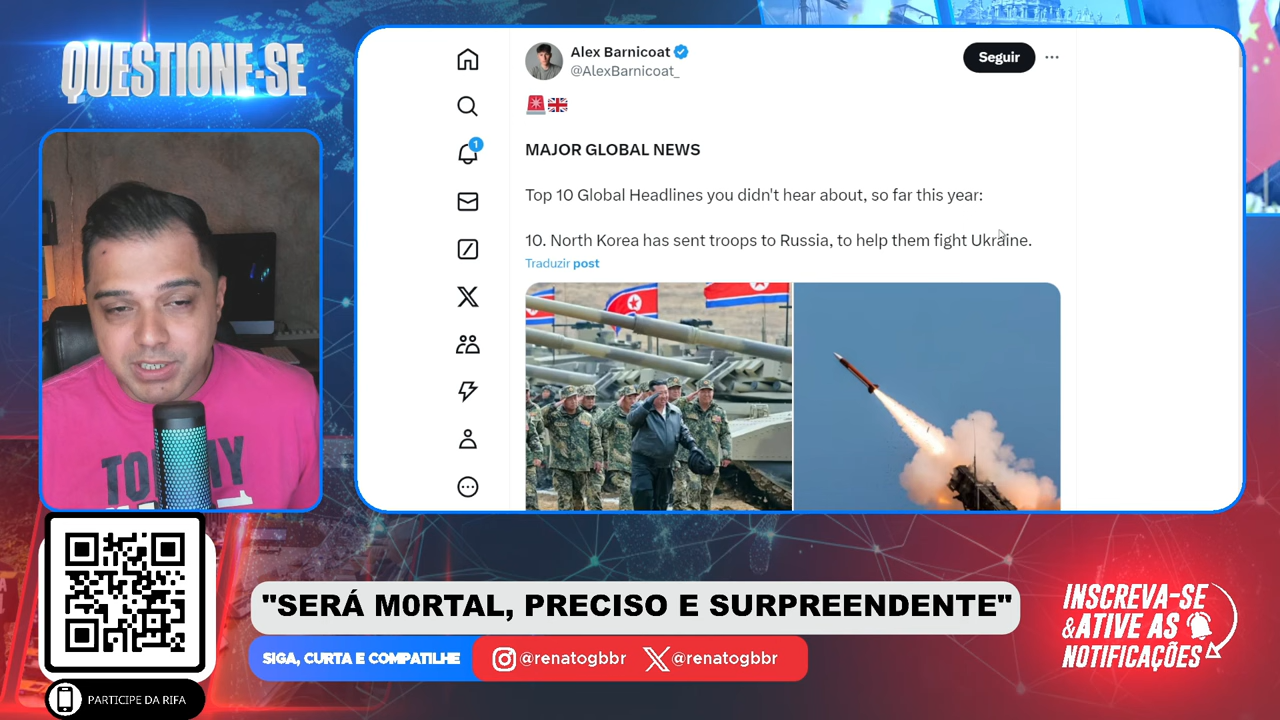 QUESTIONE-SE
Alex Barnicoat
@AlexBarnicoat_
Seguir
1
MAJOR GLOBAL NEWS
Top 10 Global Headlines you didn't hear about, so far this year:
10. North Korea has sent troops to Russia, to help them fight Ukraine.
Traduzir post
TOMMY
"SERÁ M0RTAL, PRECISO E SURPREENDENTE"
SIGA, CURTA E COMPATILHE
@renatogbbr
@renatogbbr
INSCREVA-SE
&ATIVE AS
NOTIFICAÇÕES
PARTICIPE DA RIFA